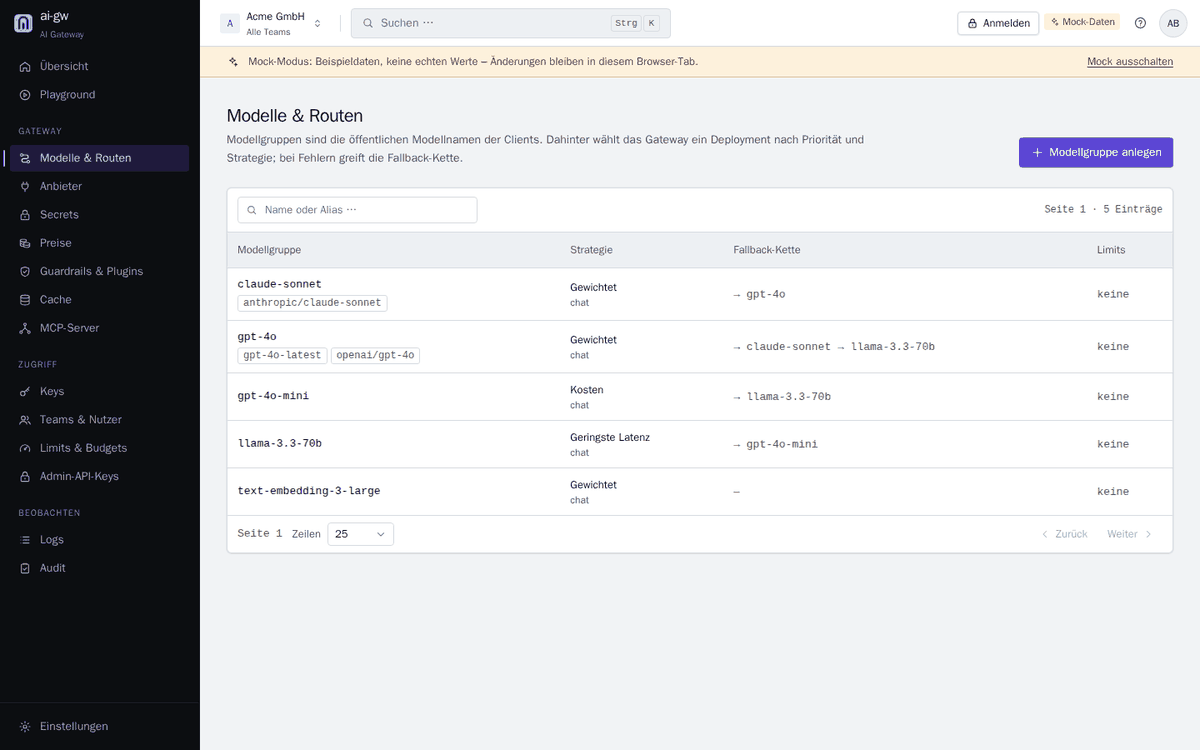 ai-gw
AI Gateway
Übersicht
Playground
GATEWAY
Modelle & Routen
Anbieter
Secrets
Preise
Guardrails & Plugins
Cache
MCP-Server
ZUGRIFF
Keys
Teams & Nutzer
Limits & Budgets
Admin-API-Keys
BEOBACHTEN
Logs
Audit
Einstellungen
A Acme GmbH
Alle Teams
Suchen ··· Strg K
Anmelden
Mock-Daten
AB
Mock-Modus: Beispieldaten, keine echten Werte – Änderungen bleiben in diesem Browser-Tab. Mock ausschalten
Modelle & Routen
Modellgruppen sind die öffentlichen Modellnamen der Clients. Dahinter wählt das Gateway ein Deployment nach Priorität und
Strategie; bei Fehlern greift die Fallback-Kette.
+ Modellgruppe anlegen
Name oder Alias ··· Seite 1 · 5 Einträge
Modellgruppe Strategie Fallback-Kette Limits
claude-sonnet
anthropic/claude-sonnet
Gewichtet
chat
→ gpt-4o
keine
gpt-4o
gpt-4o-latest openai/gpt-4o
Gewichtet
chat
→ claude-sonnet → llama-3.3-70b
keine
gpt-4o-mini
Kosten
chat
→ llama-3.3-70b
keine
llama-3.3-70b
Geringste Latenz
chat
→ gpt-4o-mini
keine
text-embedding-3-large
Gewichtet
chat
–
keine
Seite 1 Zeilen 25 Zurück Weiter